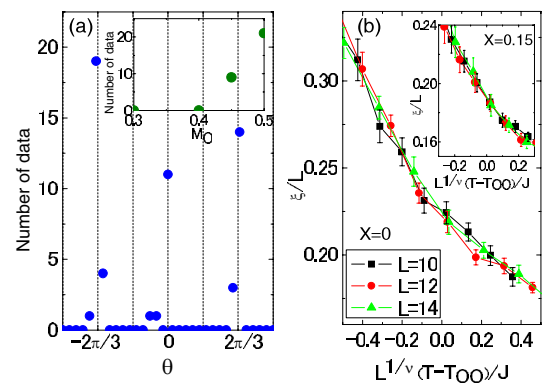 (a)
Number of data
20
15
10
5
0
−2π/3
0
2π/3
θ
Number of data
20
10
0
0.3
0.4
0.5
M_O
(b)
ξ/L
0.30
0.25
0.20
−0.4
−0.2
0.0
0.2
0.4
L^{1/ν}(T−T_{OO})/J
X=0
L=10
L=12
L=14
X=0.15
ξ/L
0.24
0.20
0.16
−0.2
0.0
0.2
L^{1/ν}(T−T_{OO})/J